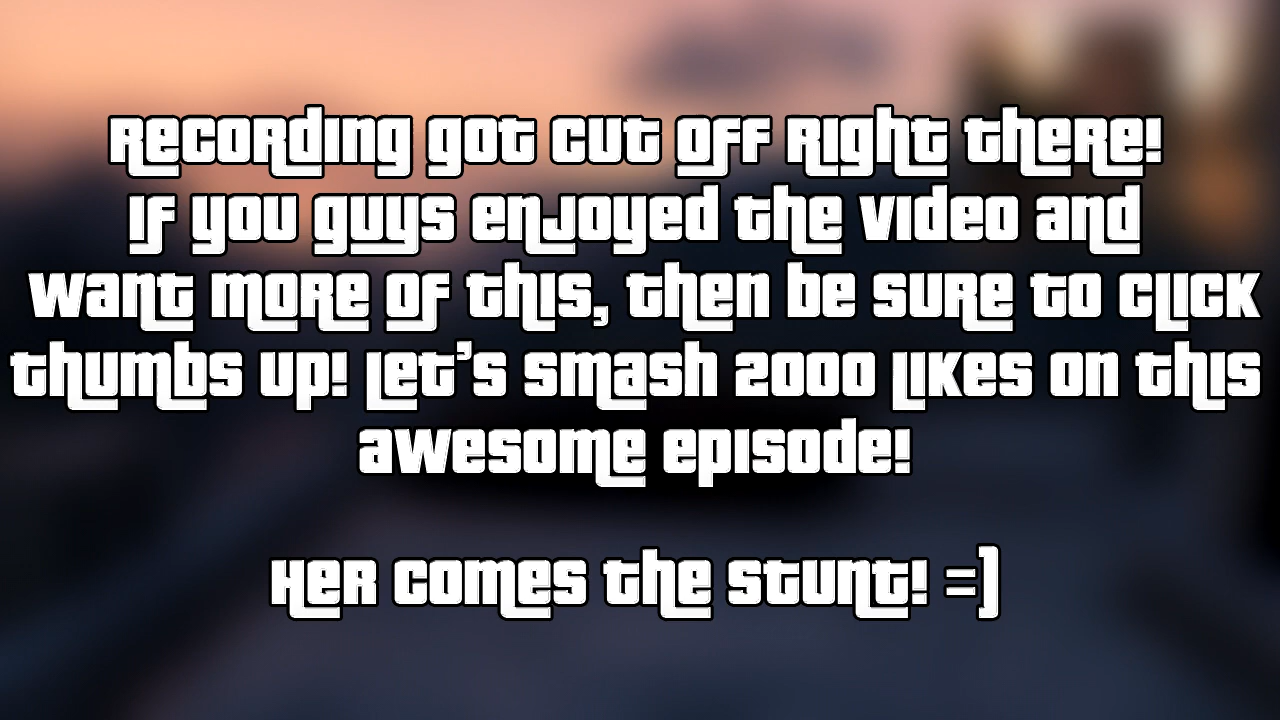 Recording got cut off right there!
If you guys enjoyed the video and
want more of this, then be sure to click
thumbs up! Let's smash 2000 likes on this
awesome episode!
Her comes the stunt! =]